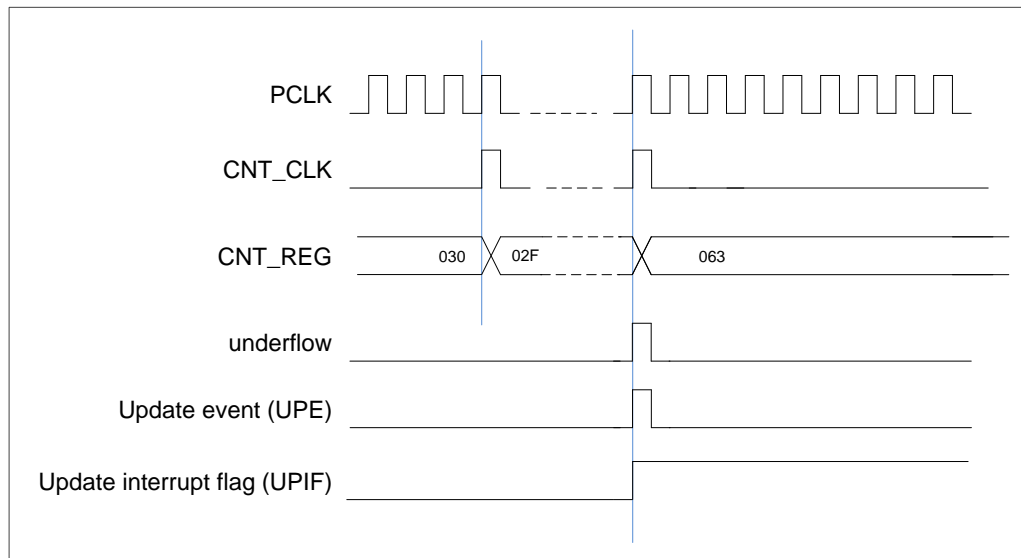 PCLK
CNT_CLK
CNT_REG 030 02F 063
underflow
Update event (UPE)
Update interrupt flag (UPIF)